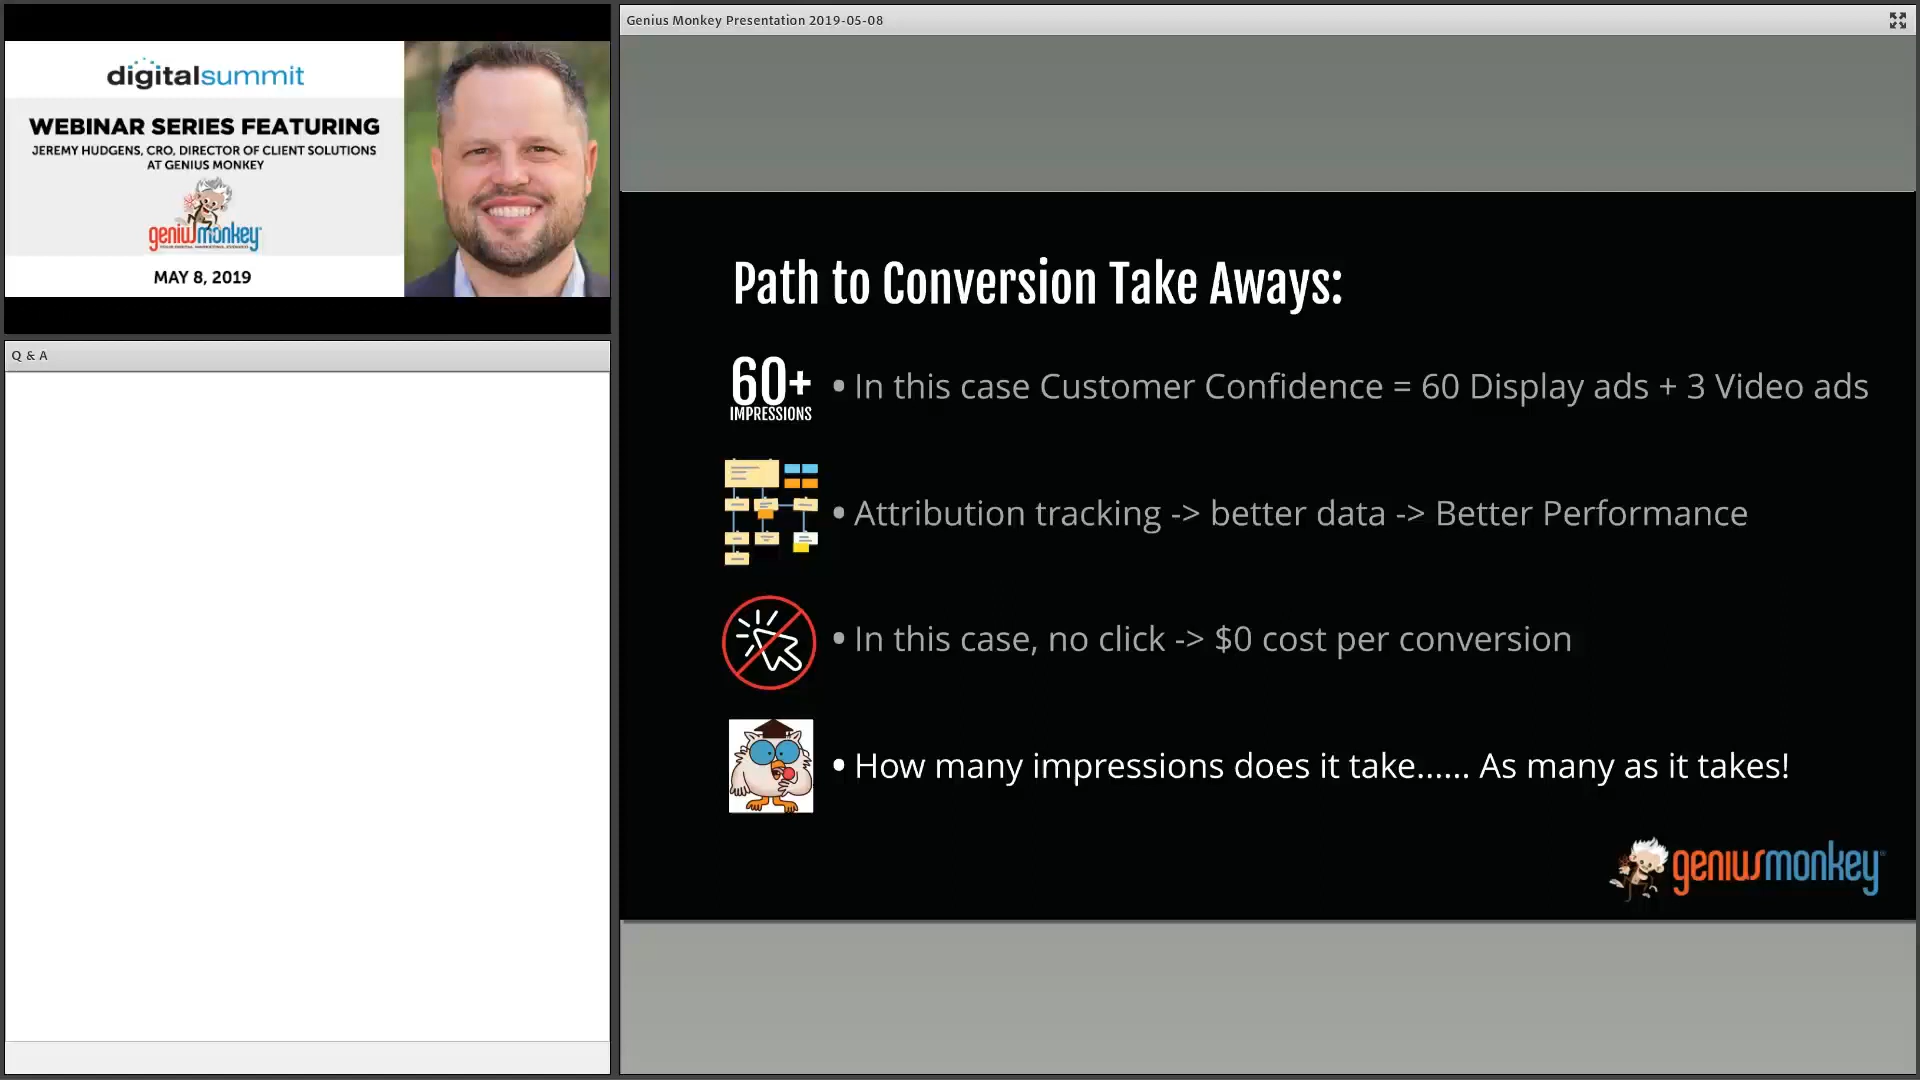 digitalsummit
WEBINAR SERIES FEATURING
JEREMY HUDGENS, CRO, DIRECTOR OF CLIENT SOLUTIONS
AT GENIUS MONKEY
geniusmonkey
MAY 8, 2019
Q & A
Genius Monkey Presentation 2019-05-08
Path to Conversion Take Aways:
60+
IMPRESSIONS
• In this case Customer Confidence = 60 Display ads + 3 Video ads
• Attribution tracking -> better data -> Better Performance
• In this case, no click -> $0 cost per conversion
• How many impressions does it take...... As many as it takes!
geniusmonkey